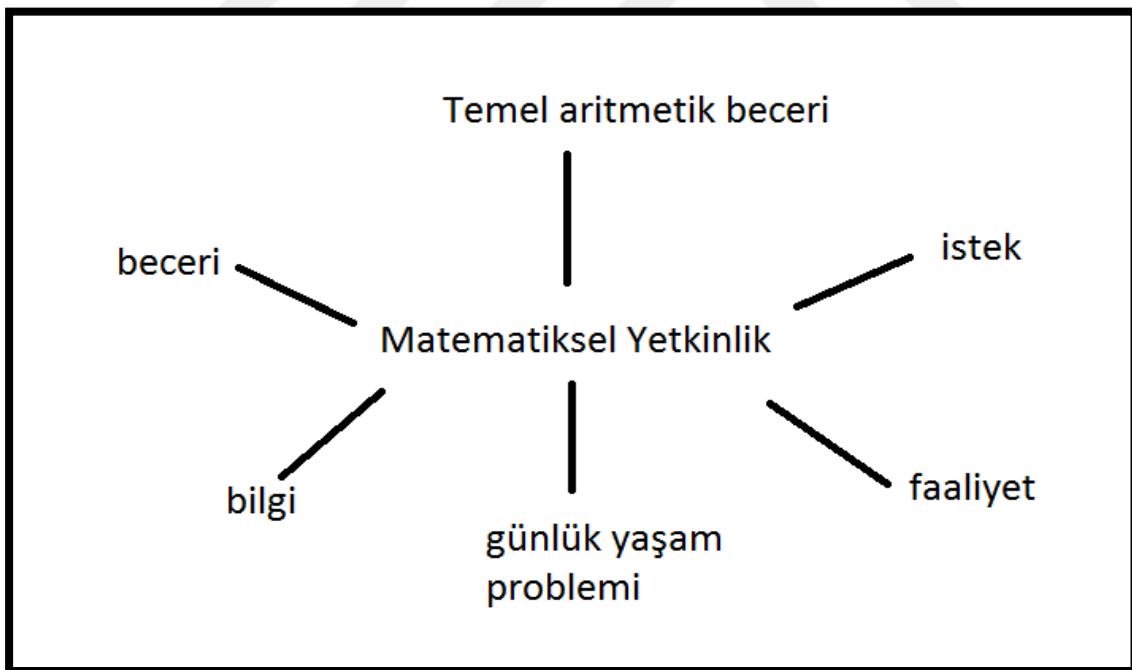 Temel aritmetik beceri
beceri
istek
Matematiksel Yetkinlik
bilgi
faaliyet
günlük yaşam
problemi